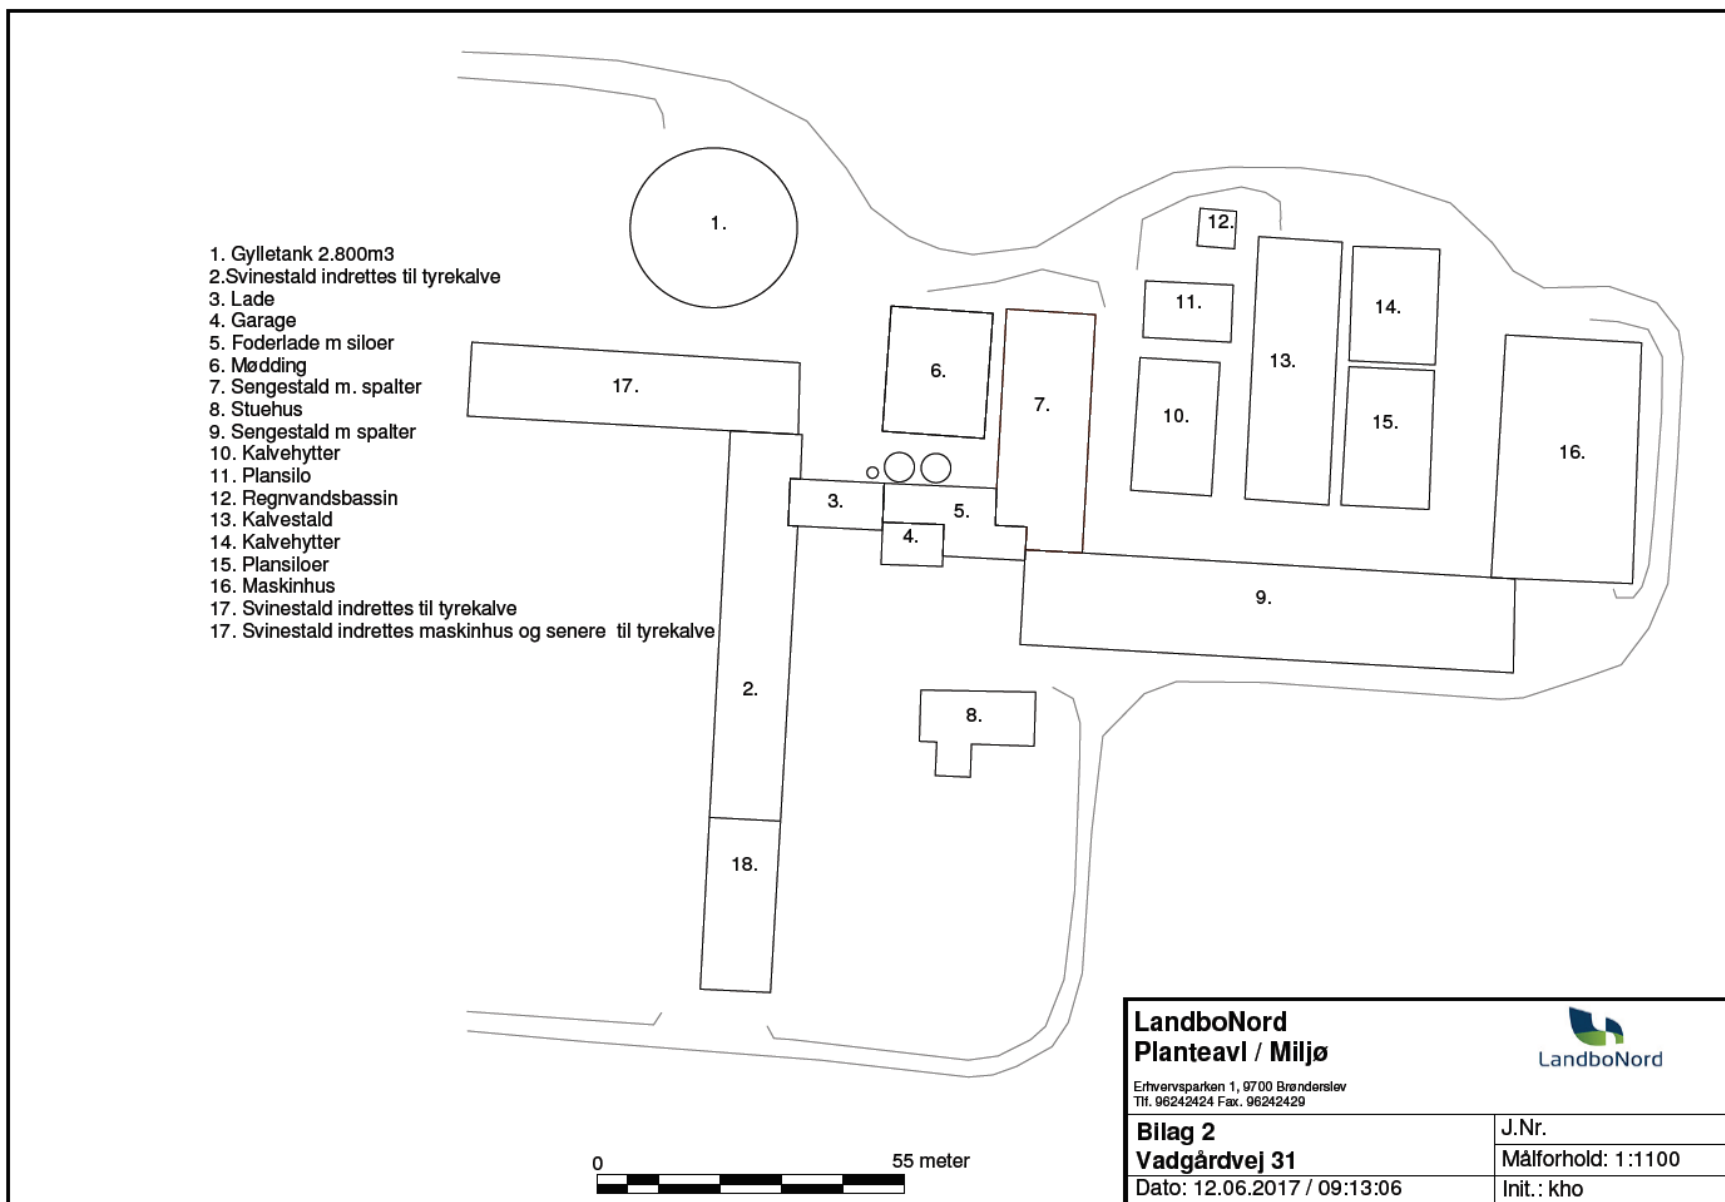 1. Gylletank 2.800m3
2.Svinestald indrettes til tyrekalve
3. Lade
4. Garage
5. Foderlade m siloer
6. Mødding
7. Sengestald m. spalter
8. Stuehus
9. Sengestald m spalter
10. Kalvehytter
11. Plansilo
12. Regnvandsbassin
13. Kalvestald
14. Kalvehytter
15. Plansiloer
16. Maskinhus
17. Svinestald indrettes til tyrekalve
17. Svinestald indrettes maskinhus og senere til tyrekalve
1.
12.
11.
14.
13.
6.
17.
7.
10.
15.
16.
3.
5.
4.
9.
2.
8.
18.
0 55 meter
LandboNord
Planteavl / Miljø
LandboNord
Erhvervsparken 1, 9700 Brønderslev
Tlf. 96242424 Fax. 96242429
Bilag 2
Vadgårdvej 31
J.Nr.
Målforhold: 1:1100
Dato: 12.06.2017 / 09:13:06
Init.: kho